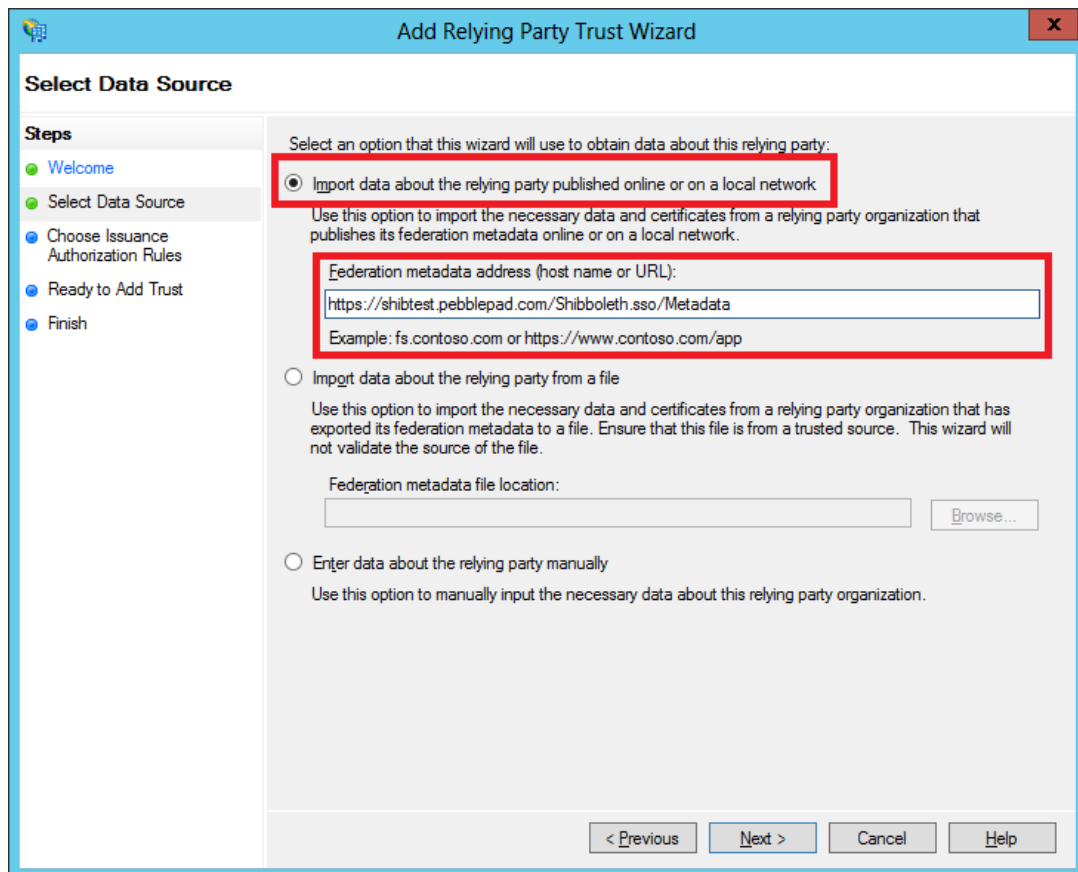 Add Relying Party Trust Wizard
x
Select Data Source
Steps
Welcome
Select Data Source
Choose Issuance
Authorization Rules
Ready to Add Trust
Finish
Select an option that this wizard will use to obtain data about this relying party:
Import data about the relying party published online or on a local network
Use this option to import the necessary data and certificates from a relying party organization that
publishes its federation metadata online or on a local network.
Federation metadata address (host name or URL):
https://shibtest.pebblepad.com/Shibboleth.sso/Metadata
Example: fs.contoso.com or https://www.contoso.com/app
Import data about the relying party from a file
Use this option to import the necessary data and certificates from a relying party organization that has
exported its federation metadata to a file. Ensure that this file is from a trusted source.  This wizard will
not validate the source of the file.
Federation metadata file location:
Browse...
Enter data about the relying party manually
Use this option to manually input the necessary data about this relying party organization.
< Previous
Next >
Cancel
Help